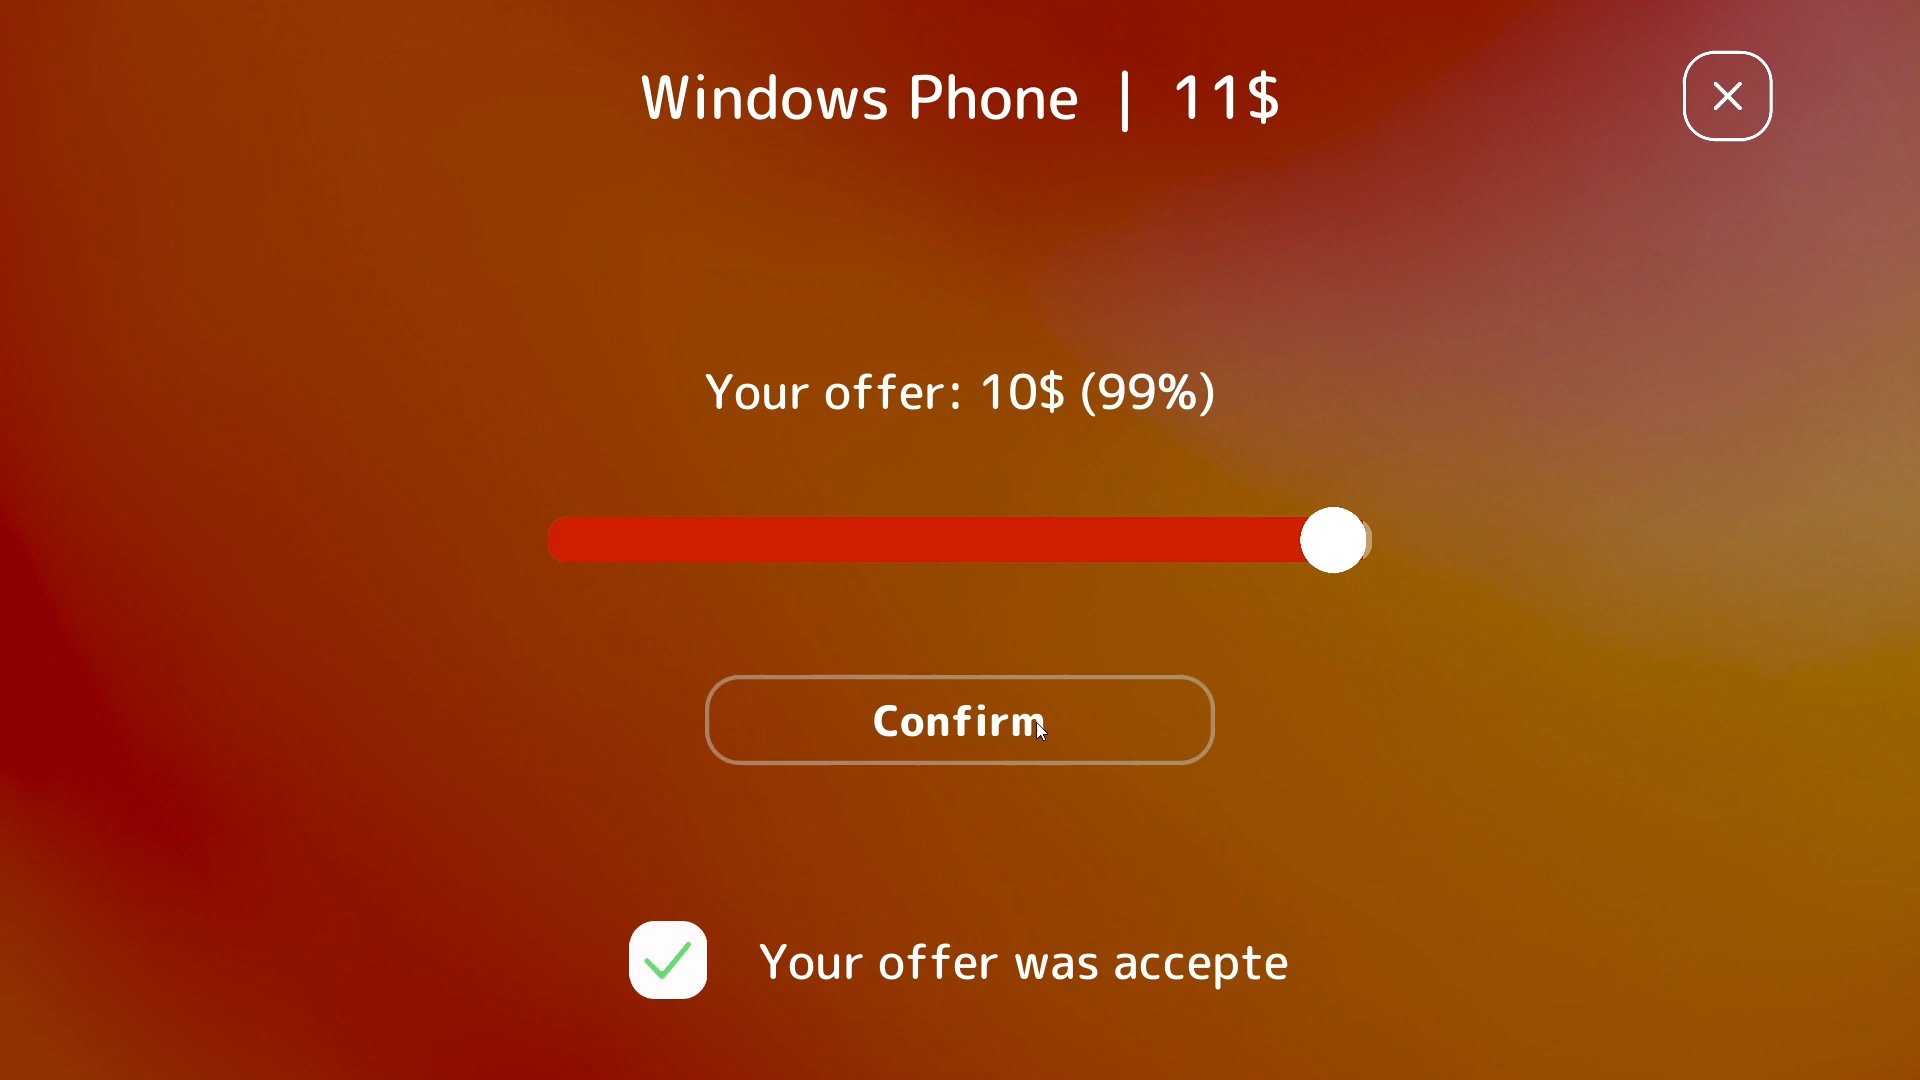 Windows Phone | 11$
Your offer: 10$ (99%)
Confirm
Your offer was accepte